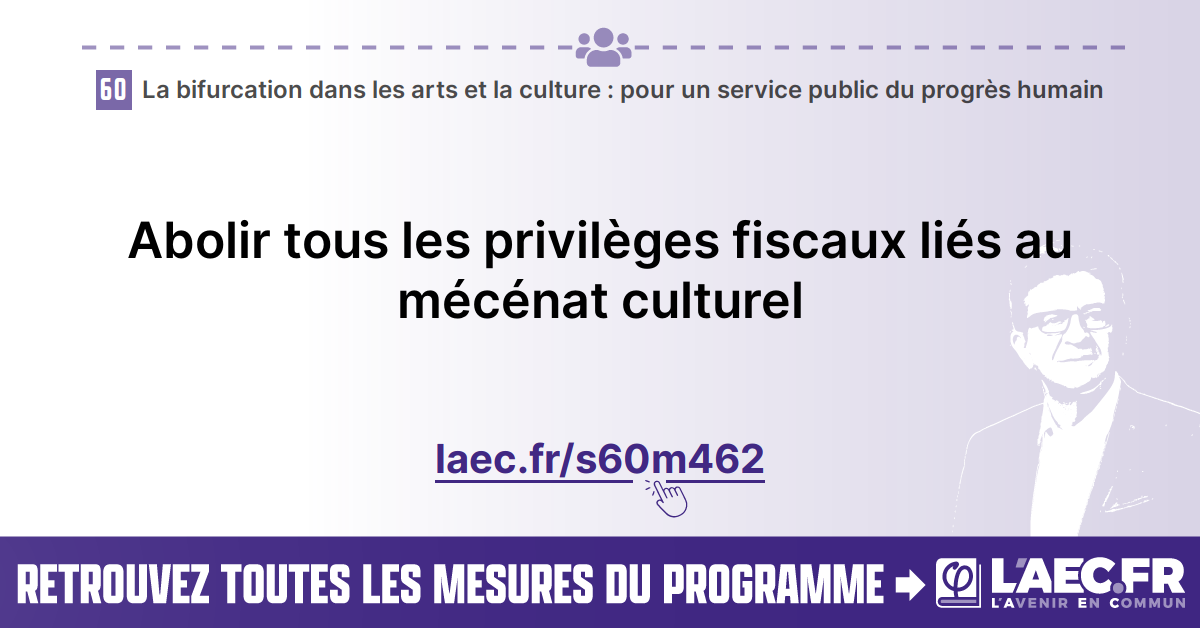 60 La bifurcation dans les arts et la culture : pour un service public du progrès humain
Abolir tous les privilèges fiscaux liés au
mécénat culturel
laec.fr/s60m462
RETROUVEZ TOUTES LES MESURES DU PROGRAMME → φ L'AEC.FR
L'AVENIR EN COMMUN